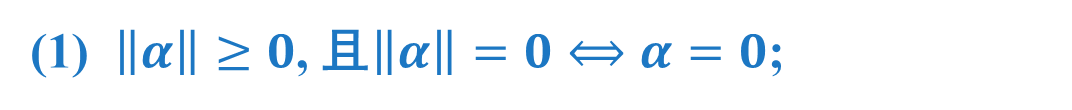 (1) ‖α‖ ≥ 0, 且‖α‖ = 0 ⟺ α = 0;